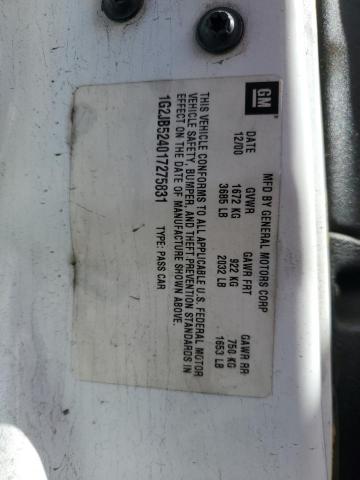 GM
MFD BY GENERAL MOTORS CORP
DATE GVWR GAWR FRT GAWR RR
12/00 1672 KG 922 KG 750 KG
3685 LB 2032 LB 1653 LB
THIS VEHICLE CONFORMS TO ALL APPLICABLE U.S. FEDERAL MOTOR
VEHICLE SAFETY, BUMPER, AND THEFT PREVENTION STANDARDS IN
EFFECT ON THE DATE OF MANUFACTURE SHOWN ABOVE.
1G2JB524017275831 TYPE: PASS CAR